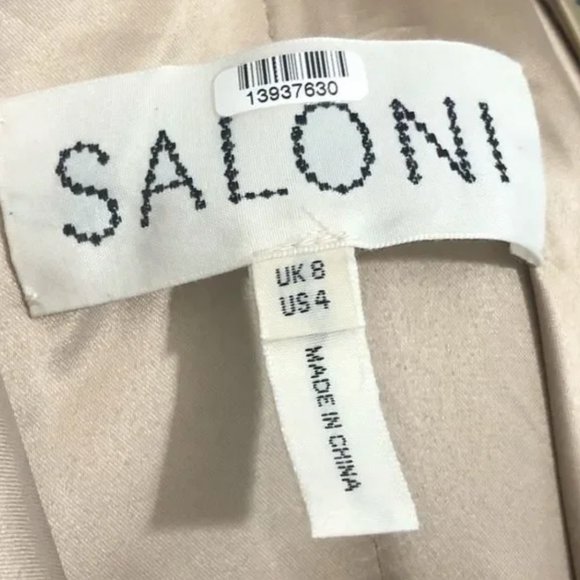 13937630
SALONI
UK 8
US 4
MADE IN CHINA